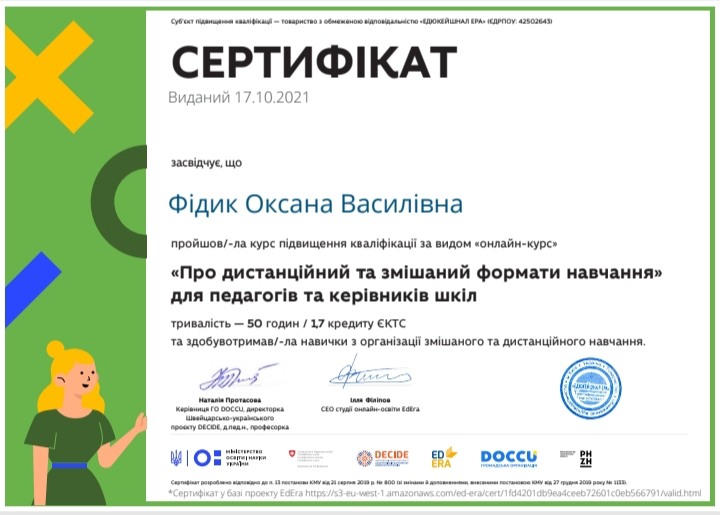 Суб'єкт підвищення кваліфікації — товариство з обмеженою відповідальністю «ЕДЮКЕЙШНАЛ ЕРА» (ЄДРПОУ: 42502643)
СЕРТИФІКАТ
Виданий 17.10.2021
засвідчує, що
Фідик Оксана Василівна
пройшов/-ла курс підвищення кваліфікації за видом «онлайн-курс»
«Про дистанційний та змішаний формати навчання»
для педагогів та керівників шкіл
тривалість — 50 годин / 1,7 кредиту ЄКТС
та здобувотримав/-ла навички з організації змішаного та дистанційного навчання.
Наталія Протасова
Керівниця ГО DOCCU, директорка
Швейцарсько-українського
проєкту DECIDE, д.пед.н., професорка
Ілля Філіпов
CEO студії онлайн-освіти EdEra
МІНІСТЕРСТВО
ОСВІТИ І НАУКИ
УКРАЇНИ
DECIDE
ED
ERA
DOCCU
ГРОМАДСЬКА ОРГАНІЗАЦІЯ
PH
ZH
Сертифікат розроблено відповідно до п. 13 постанови КМУ від 21 серпня 2019 р. № 800 (зі змінами й доповненнями, внесеними постановою КМУ від 27 грудня 2019 року № 1133).
*Сертифікат у базі проекту EdEra https://s3-eu-west-1.amazonaws.com/ed-era/cert/1fd4201db9ea4ceeb72601c0eb566791/valid.html